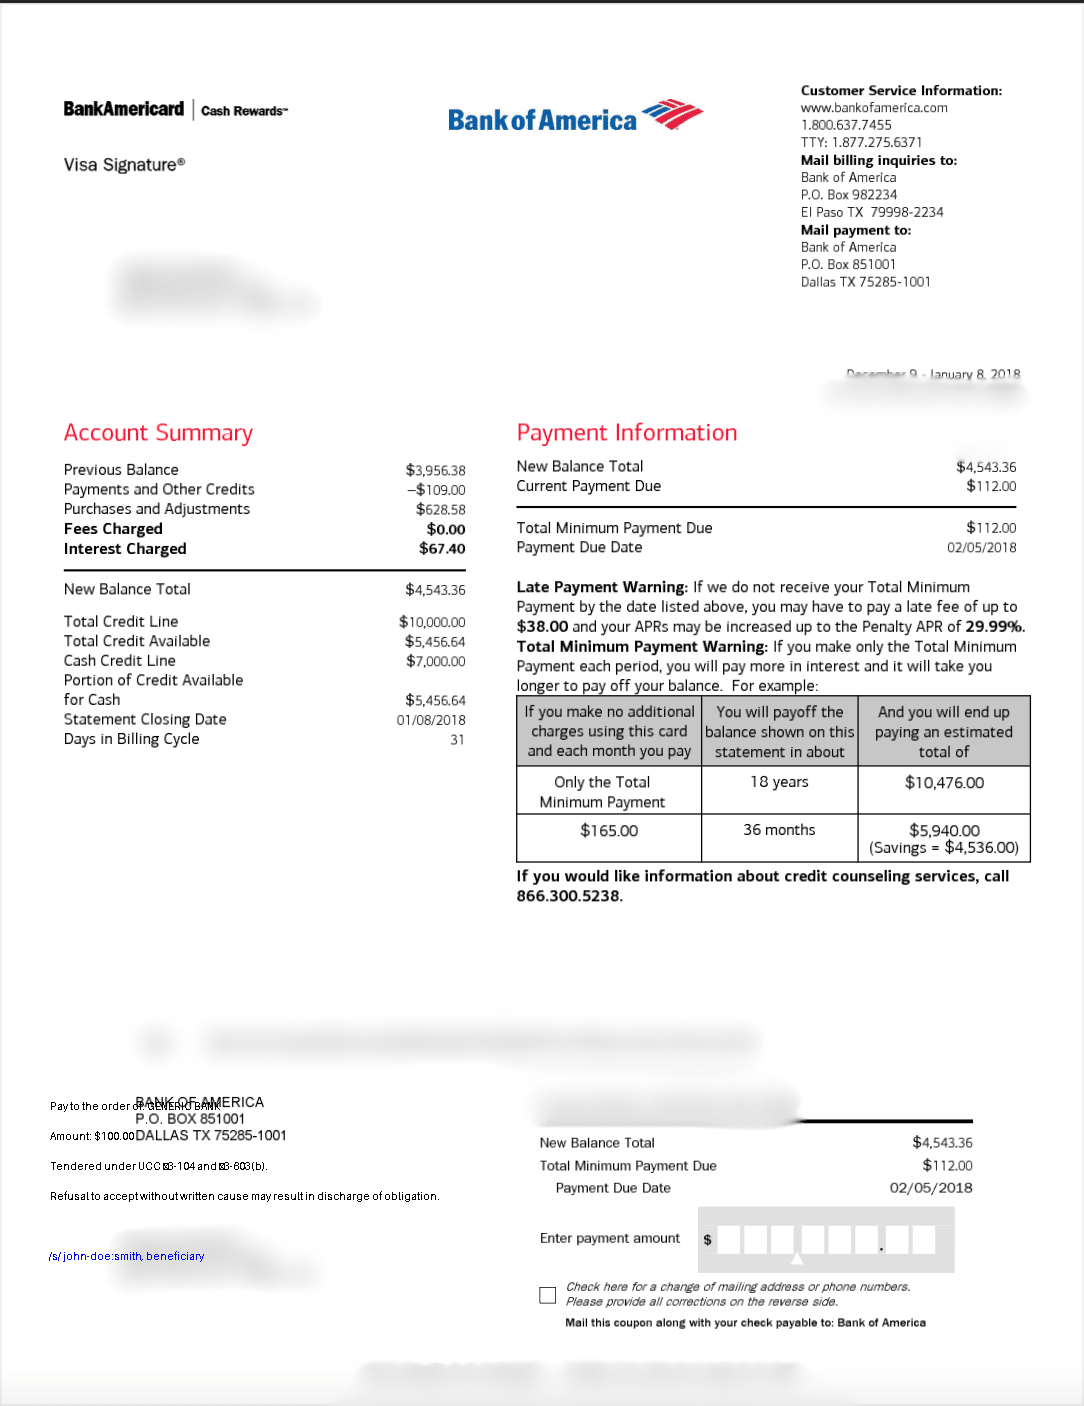 BankAmericard | Cash Rewards™
Bank of America
Visa Signature®
Customer Service Information:
www.bankofamerica.com
1.800.637.7455
TTY: 1.877.275.6371
Mail billing inquiries to:
Bank of America
P.O. Box 982234
El Paso TX 79998-2234
Mail payment to:
Bank of America
P.O. Box 851001
Dallas TX 75285-1001
December 9 - January 8, 2018
Account Summary
Previous Balance $3,956.38
Payments and Other Credits –$109.00
Purchases and Adjustments $628.58
Fees Charged $0.00
Interest Charged $67.40
New Balance Total $4,543.36
Total Credit Line $10,000.00
Total Credit Available $5,456.64
Cash Credit Line $7,000.00
Portion of Credit Available
for Cash $5,456.64
Statement Closing Date 01/08/2018
Days in Billing Cycle 31
Payment Information
New Balance Total $4,543.36
Current Payment Due $112.00
Total Minimum Payment Due $112.00
Payment Due Date 02/05/2018
Late Payment Warning: If we do not receive your Total Minimum
Payment by the date listed above, you may have to pay a late fee of up to
$38.00 and your APRs may be increased up to the Penalty APR of 29.99%.
Total Minimum Payment Warning: If you make only the Total Minimum
Payment each period, you will pay more in interest and it will take you
longer to pay off your balance. For example:
If you make no additional
charges using this card
and each month you pay
You will payoff the
balance shown on this
statement in about
And you will end up
paying an estimated
total of
Only the Total
Minimum Payment
18 years
$10,476.00
$165.00
36 months
$5,940.00
(Savings = $4,536.00)
If you would like information about credit counseling services, call
866.300.5238.
BANK OF AMERICA
P.O. BOX 851001
DALLAS TX 75285-1001
Pay to the order of: GENERIC BANK
Amount: $100.00
Tendered under UCC 3-104 and 3-603(b).
Refusal to accept without written cause may result in discharge of obligation.
/s/ john-doe:smith, beneficiary
New Balance Total $4,543.36
Total Minimum Payment Due $112.00
Payment Due Date 02/05/2018
Enter payment amount $ .
Check here for a change of mailing address or phone numbers.
Please provide all corrections on the reverse side.
Mail this coupon along with your check payable to: Bank of America